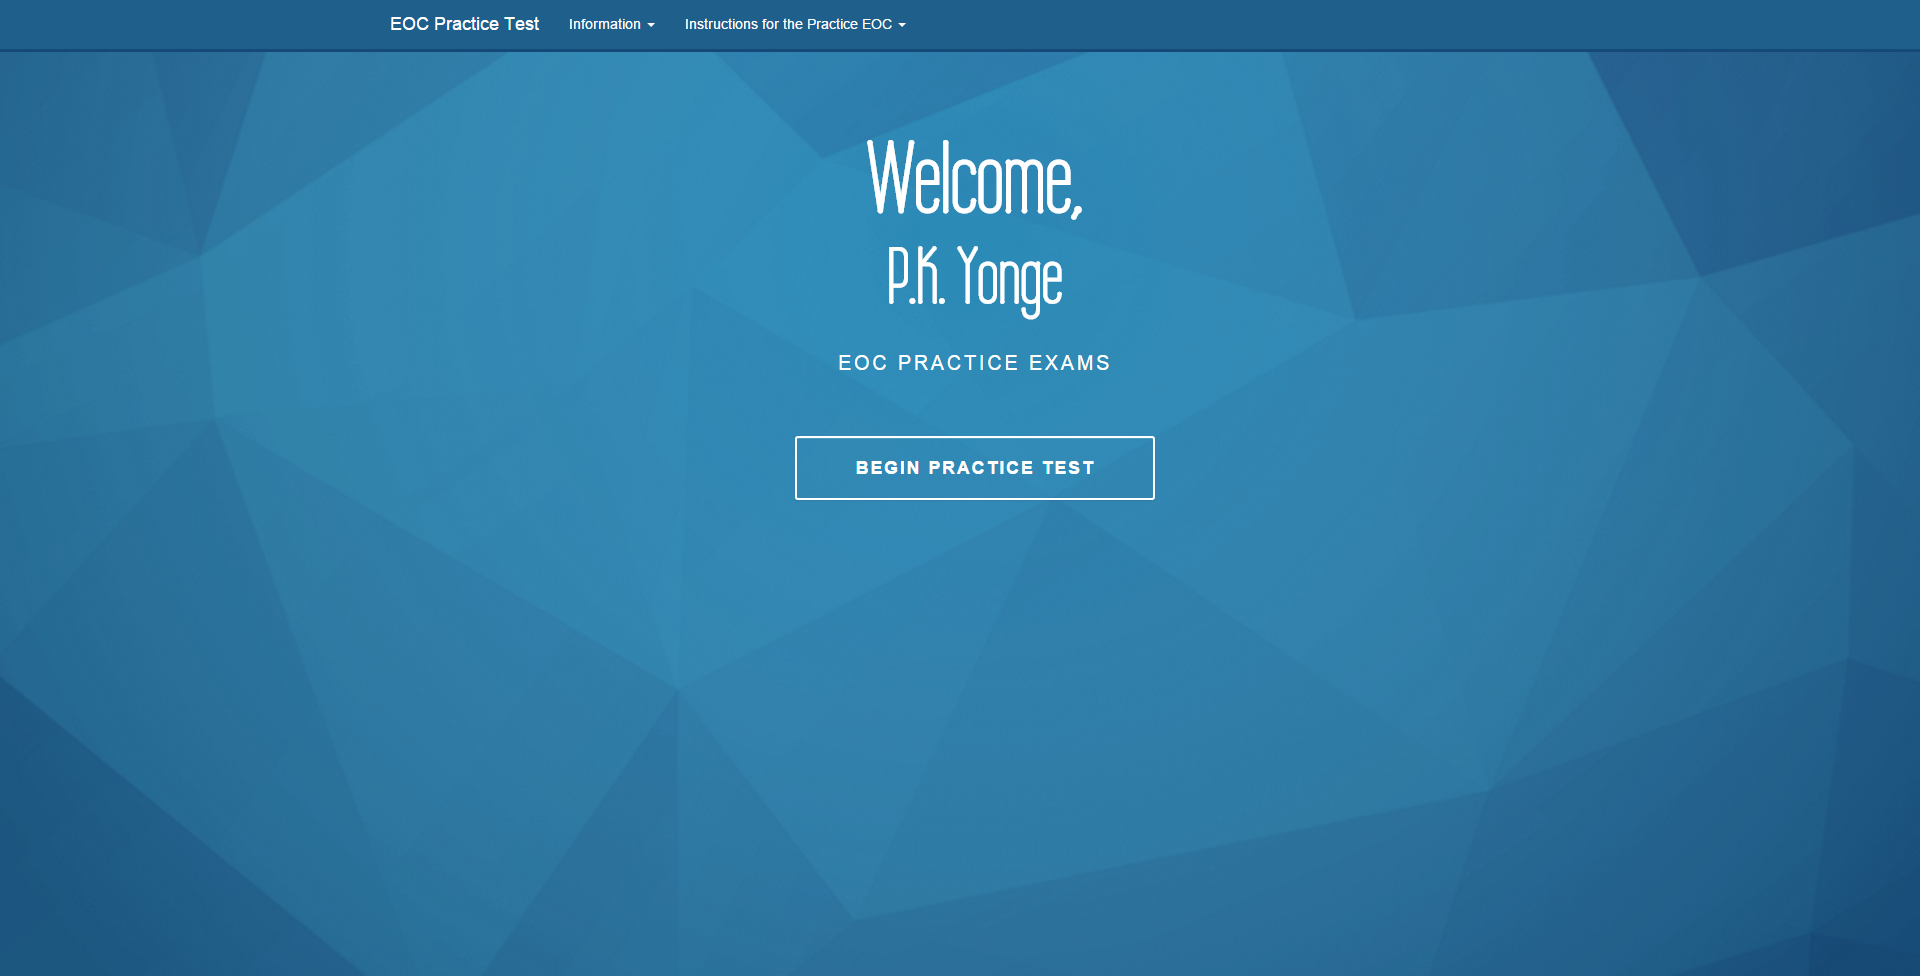 EOC Practice Test Information Instructions for the Practice EOC
Welcome,
P.K. Yonge
EOC PRACTICE EXAMS
BEGIN PRACTICE TEST